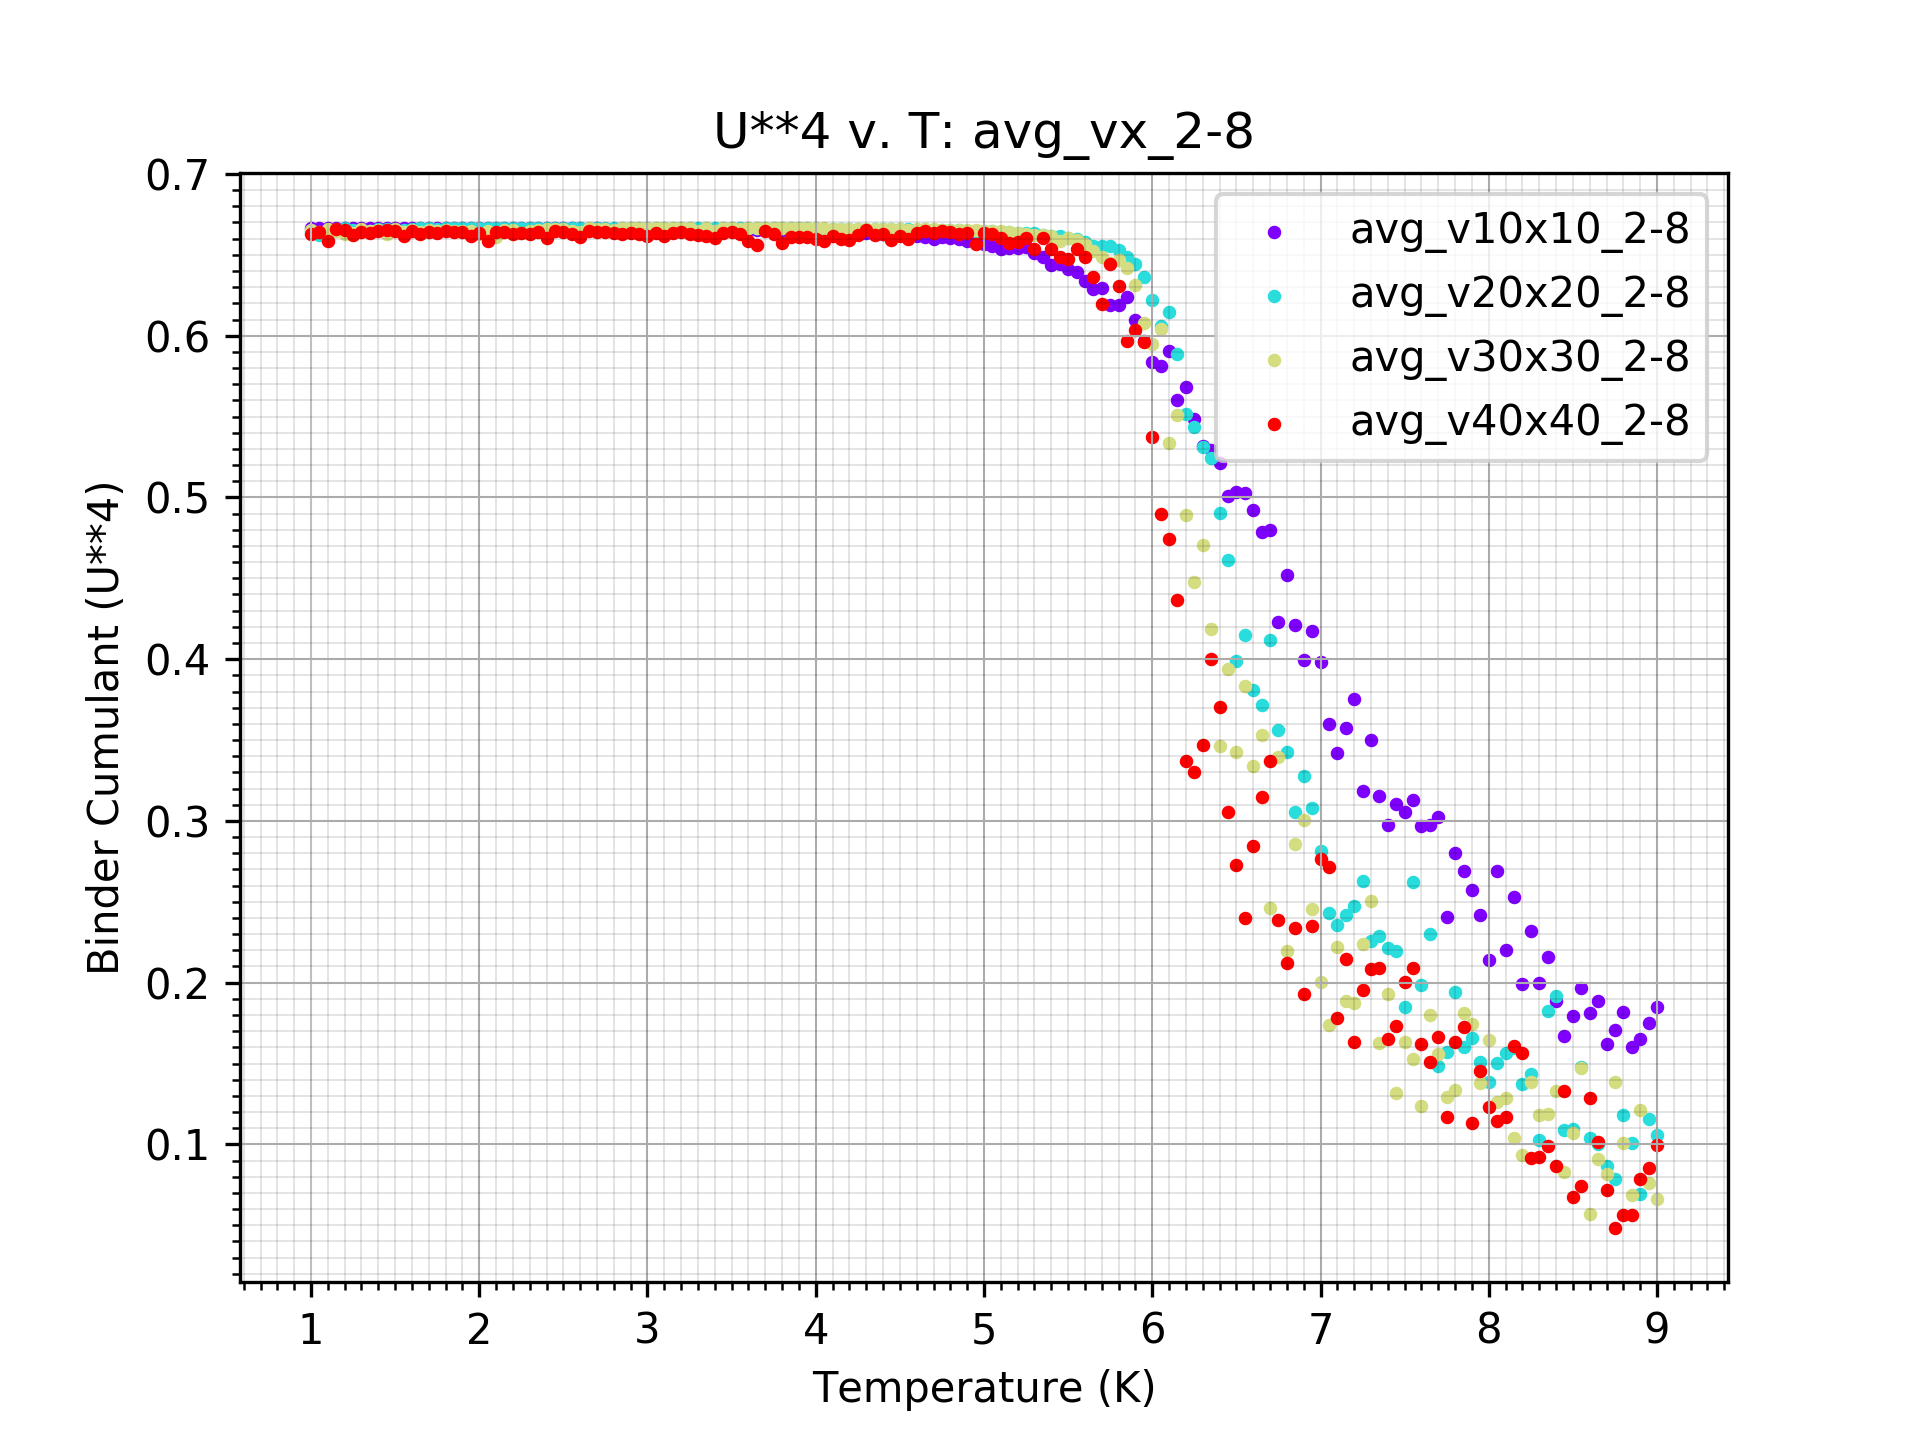 U**4 v. T: avg_vx_2-8
Binder Cumulant (U**4)
0.7
0.6
0.5
0.4
0.3
0.2
0.1
avg_v10x10_2-8
avg_v20x20_2-8
avg_v30x30_2-8
avg_v40x40_2-8
1 2 3 4 5 6 7 8 9
Temperature (K)